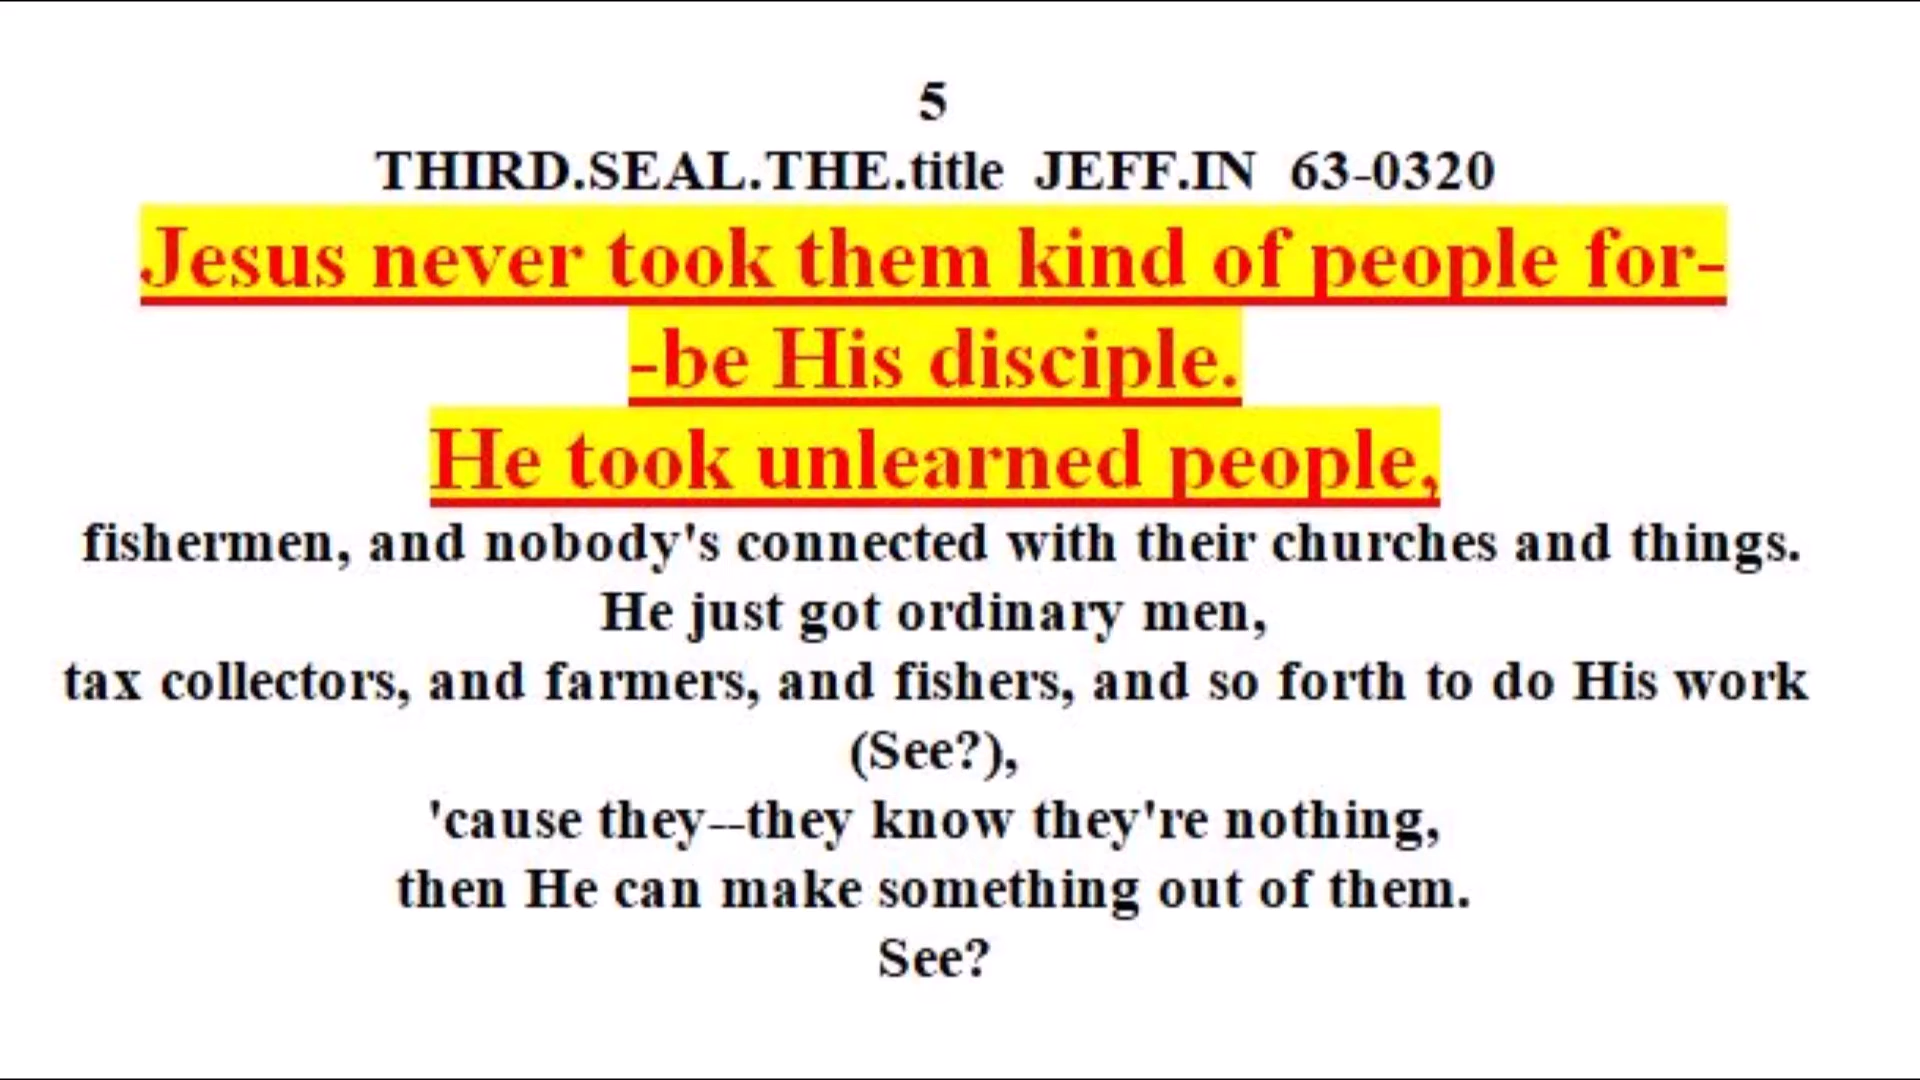 5
THIRD.SEAL.THE.title JEFF.IN 63-0320
Jesus never took them kind of people for-
-be His disciple.
He took unlearned people,
fishermen, and nobody's connected with their churches and things.
He just got ordinary men,
tax collectors, and farmers, and fishers, and so forth to do His work
(See?),
'cause they--they know they're nothing,
then He can make something out of them.
See?